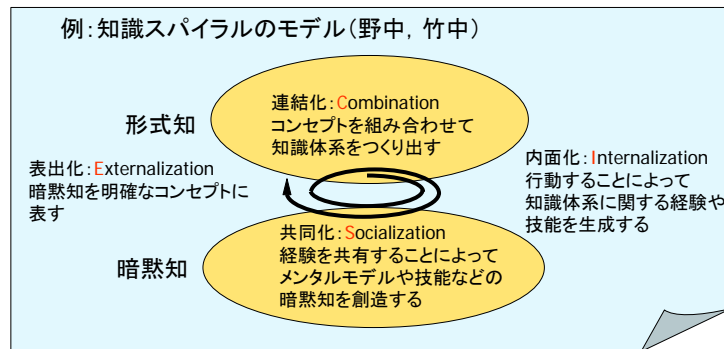 例：知識スパイラルのモデル（野中，竹中）
形式知
連結化：Combination
コンセプトを組み合わせて
知識体系をつくり出す
表出化：Externalization
暗黙知を明確なコンセプトに
表す
内面化：Internalization
行動することによって
知識体系に関する経験や
技能を生成する
暗黙知
共同化：Socialization
経験を共有することによって
メンタルモデルや技能などの
暗黙知を創造する